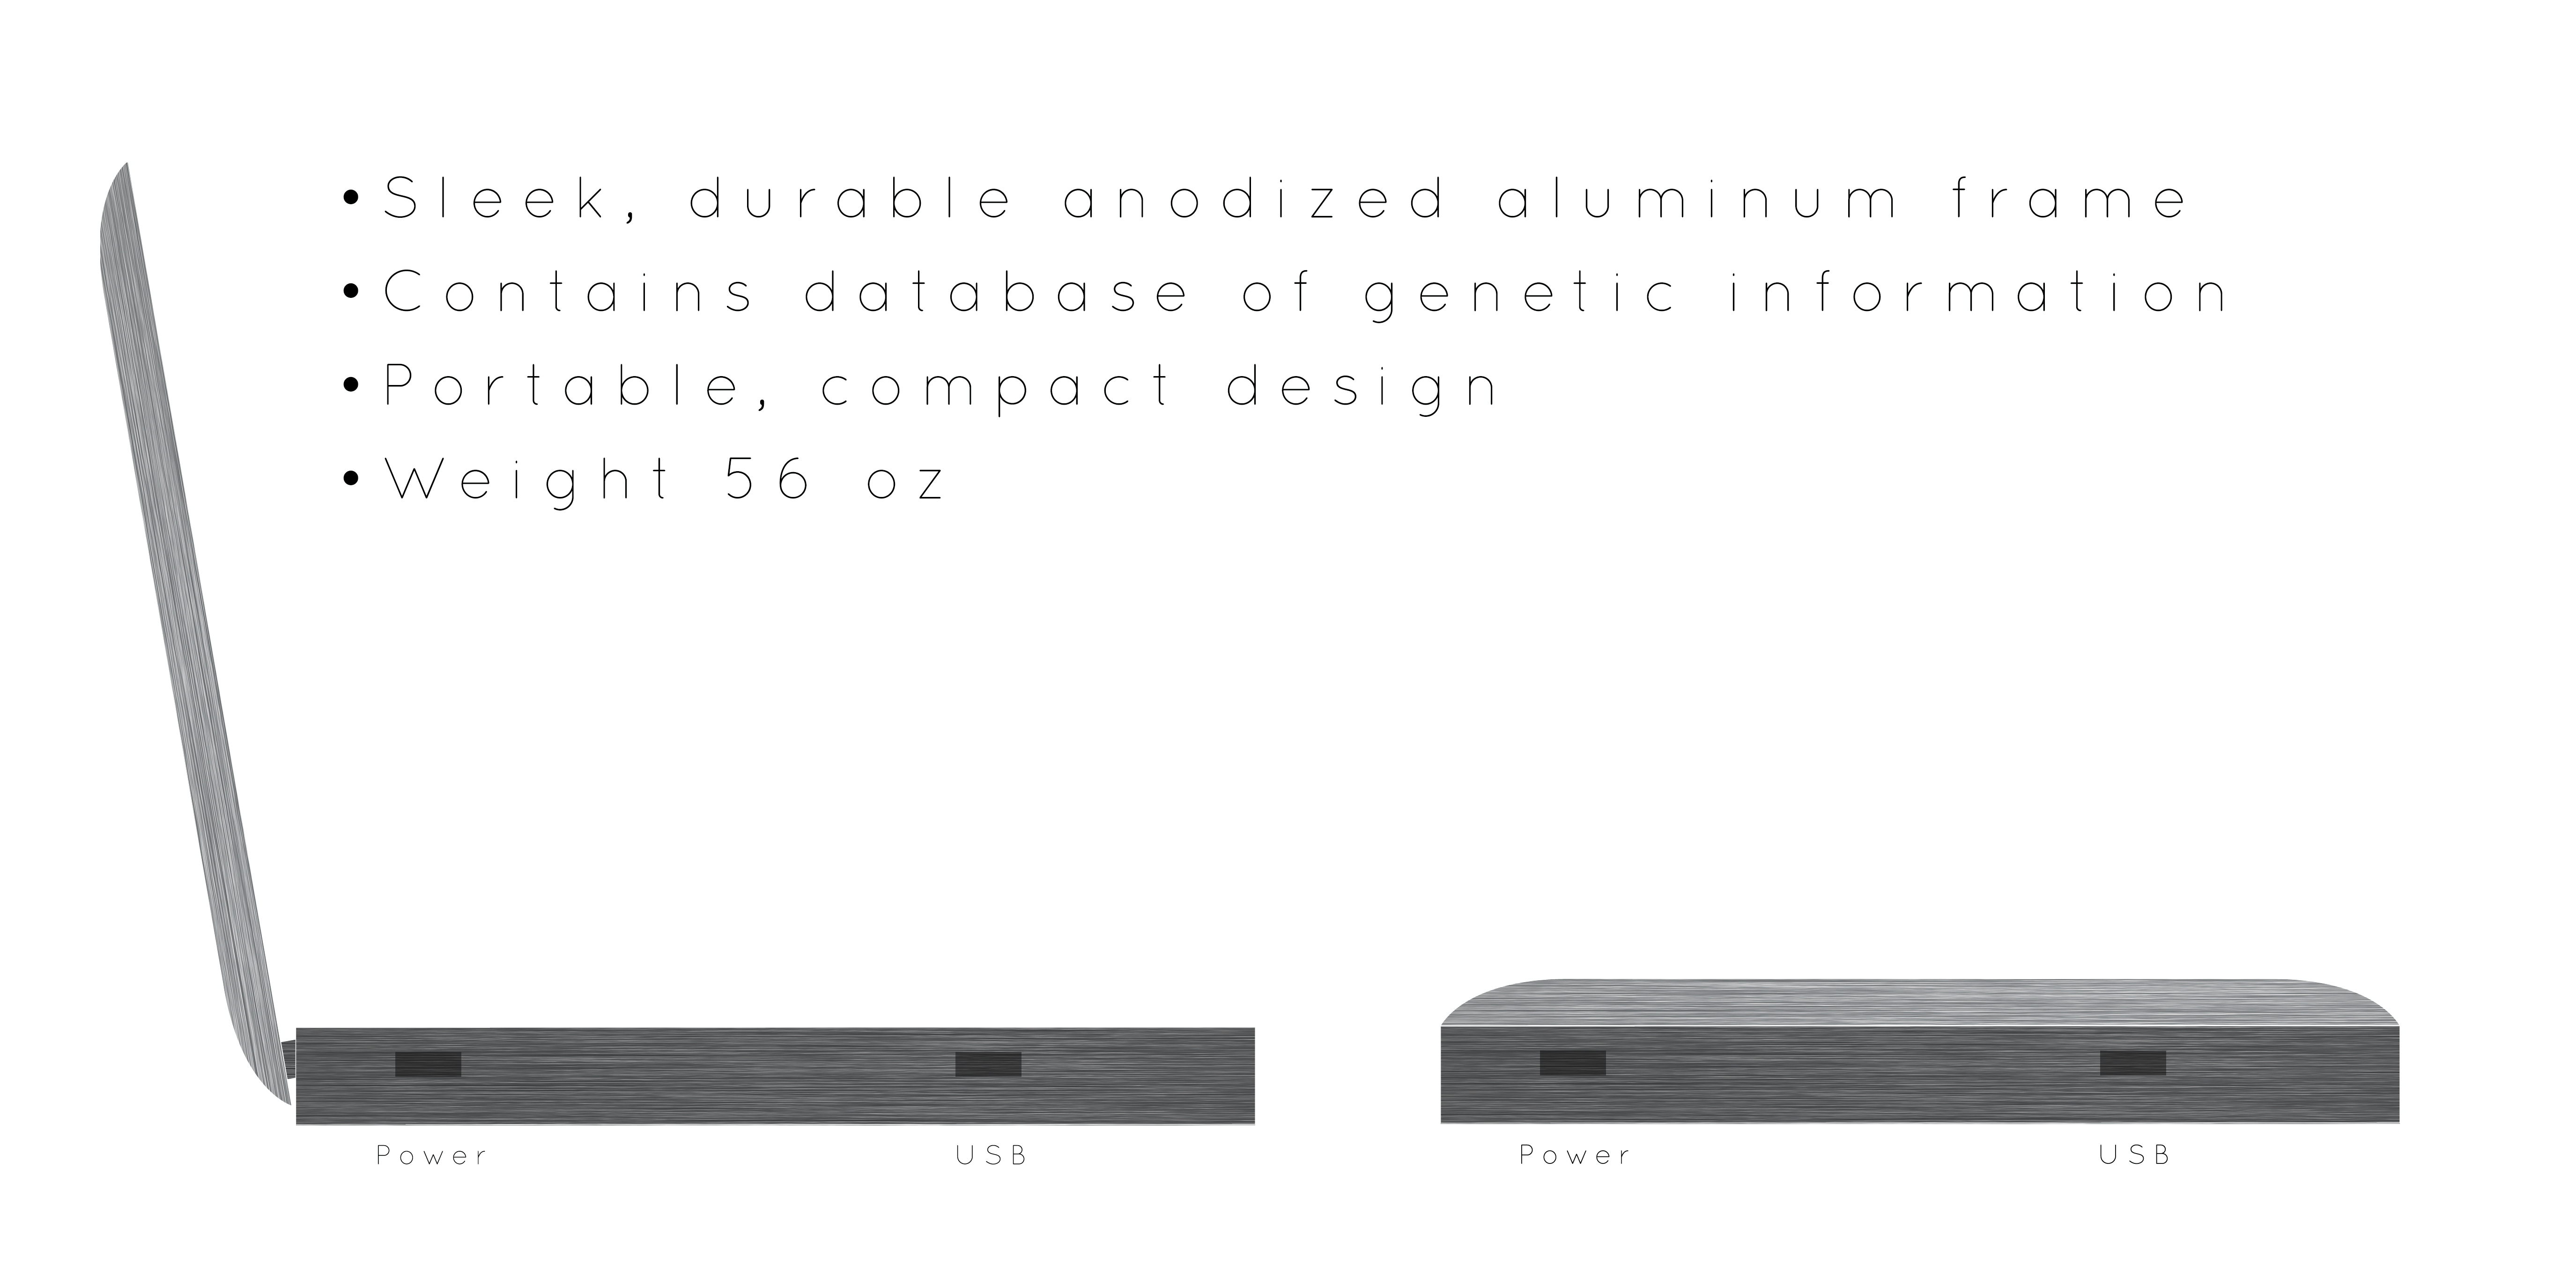 • Sleek, durable anodized aluminum frame
• Contains database of genetic information
• Portable, compact design
• Weight 56 oz
Power
USB
Power
USB